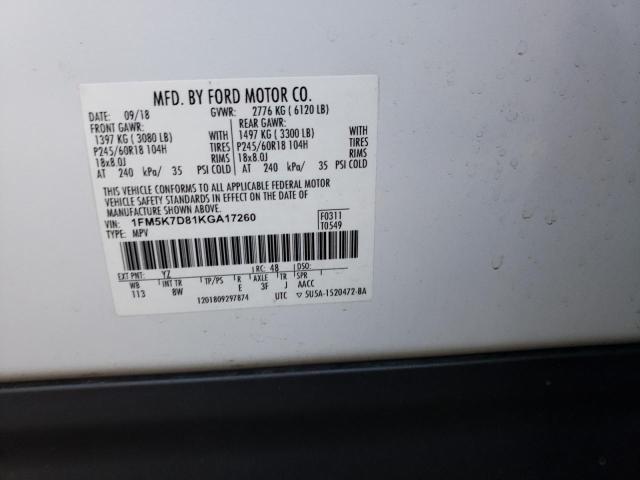 MFD. BY FORD MOTOR CO.
DATE: 09/18 GVWR: 2776 KG ( 6120 LB)
FRONT GAWR: REAR GAWR:
1397 KG ( 3080 LB) WITH 1497 KG ( 3300 LB) WITH
P245/60R18 104H TIRES P245/60R18 104H TIRES
18x8.0J RIMS 18x8.0J RIMS
AT 240 kPa/ 35 PSI COLD AT 240 kPa/ 35 PSI COLD
THIS VEHICLE CONFORMS TO ALL APPLICABLE FEDERAL MOTOR
VEHICLE SAFETY STANDARDS IN EFFECT ON THE DATE OF
MANUFACTURE SHOWN ABOVE.
VIN: 1FM5K7D81KGA17260 F0311
TYPE: MPV T0549
EXT PNT: YZ RC: 48 DSO:
WB INT TR TP/PS R AXLE TR SPR
113 8W E 3F J AACC
1201809297874 UTC ▽ 5U5A-1520472-BA